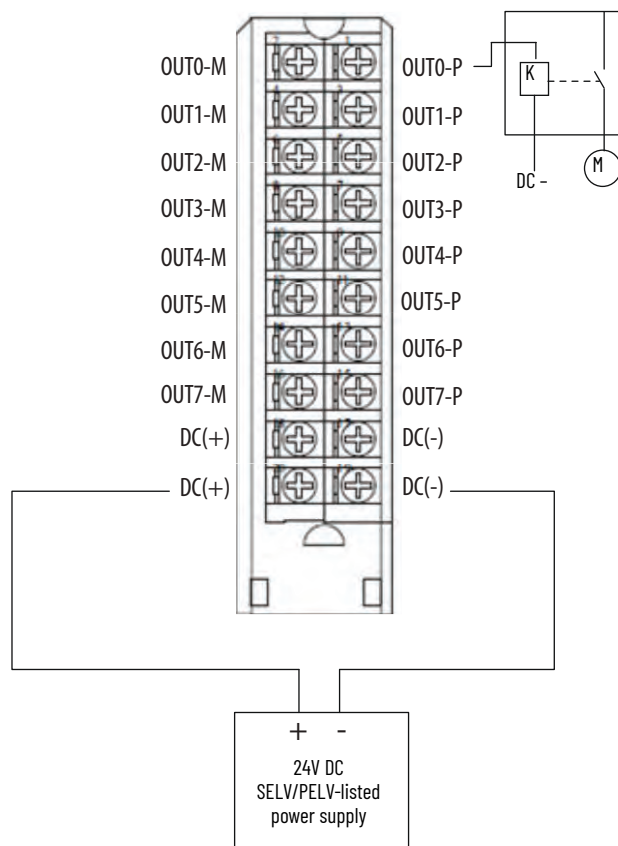 OUT0-M OUT0-P K
OUT1-M OUT1-P
OUT2-M OUT2-P M
DC -
OUT3-M OUT3-P
OUT4-M OUT4-P
OUT5-M OUT5-P
OUT6-M OUT6-P
OUT7-M OUT7-P
DC(+) DC(-)
DC(+) DC(-)
+ -
24V DC
SELV/PELV-listed
power supply